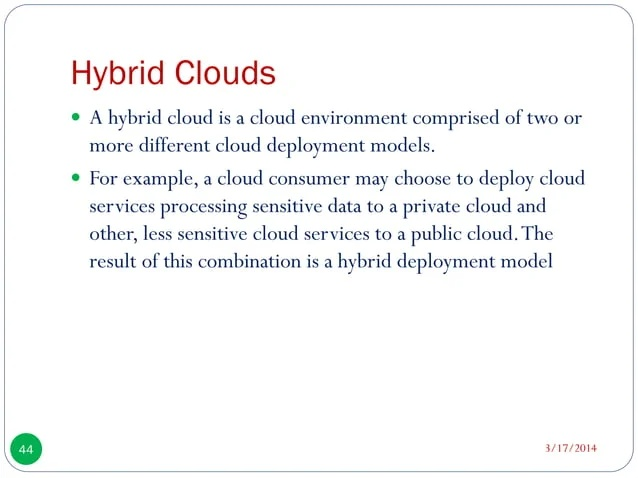 Hybrid Clouds
A hybrid cloud is a cloud environment comprised of two or
more different cloud deployment models.
For example, a cloud consumer may choose to deploy cloud
services processing sensitive data to a private cloud and
other, less sensitive cloud services to a public cloud. The
result of this combination is a hybrid deployment model
44
3/17/2014